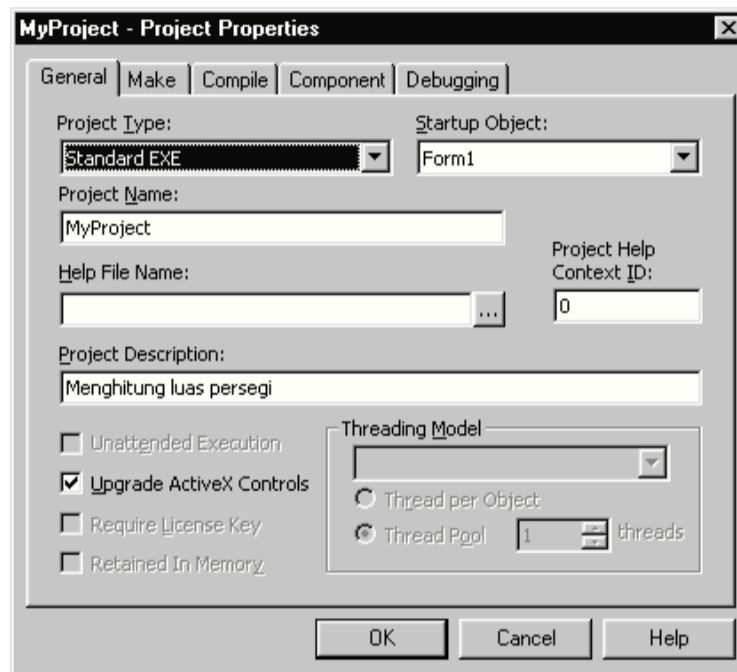 MyProject - Project Properties
General Make Compile Component Debugging
Project Type: Startup Object:
Standard EXE Form1
Project Name:
MyProject
Project Help
Context ID:
Help File Name:
... 0
Project Description:
Menghitung luas persegi
Unattended Execution
Upgrade ActiveX Controls
Require License Key
Retained In Memory
Threading Model
Thread per Object
Thread Pool 1 threads
OK Cancel Help